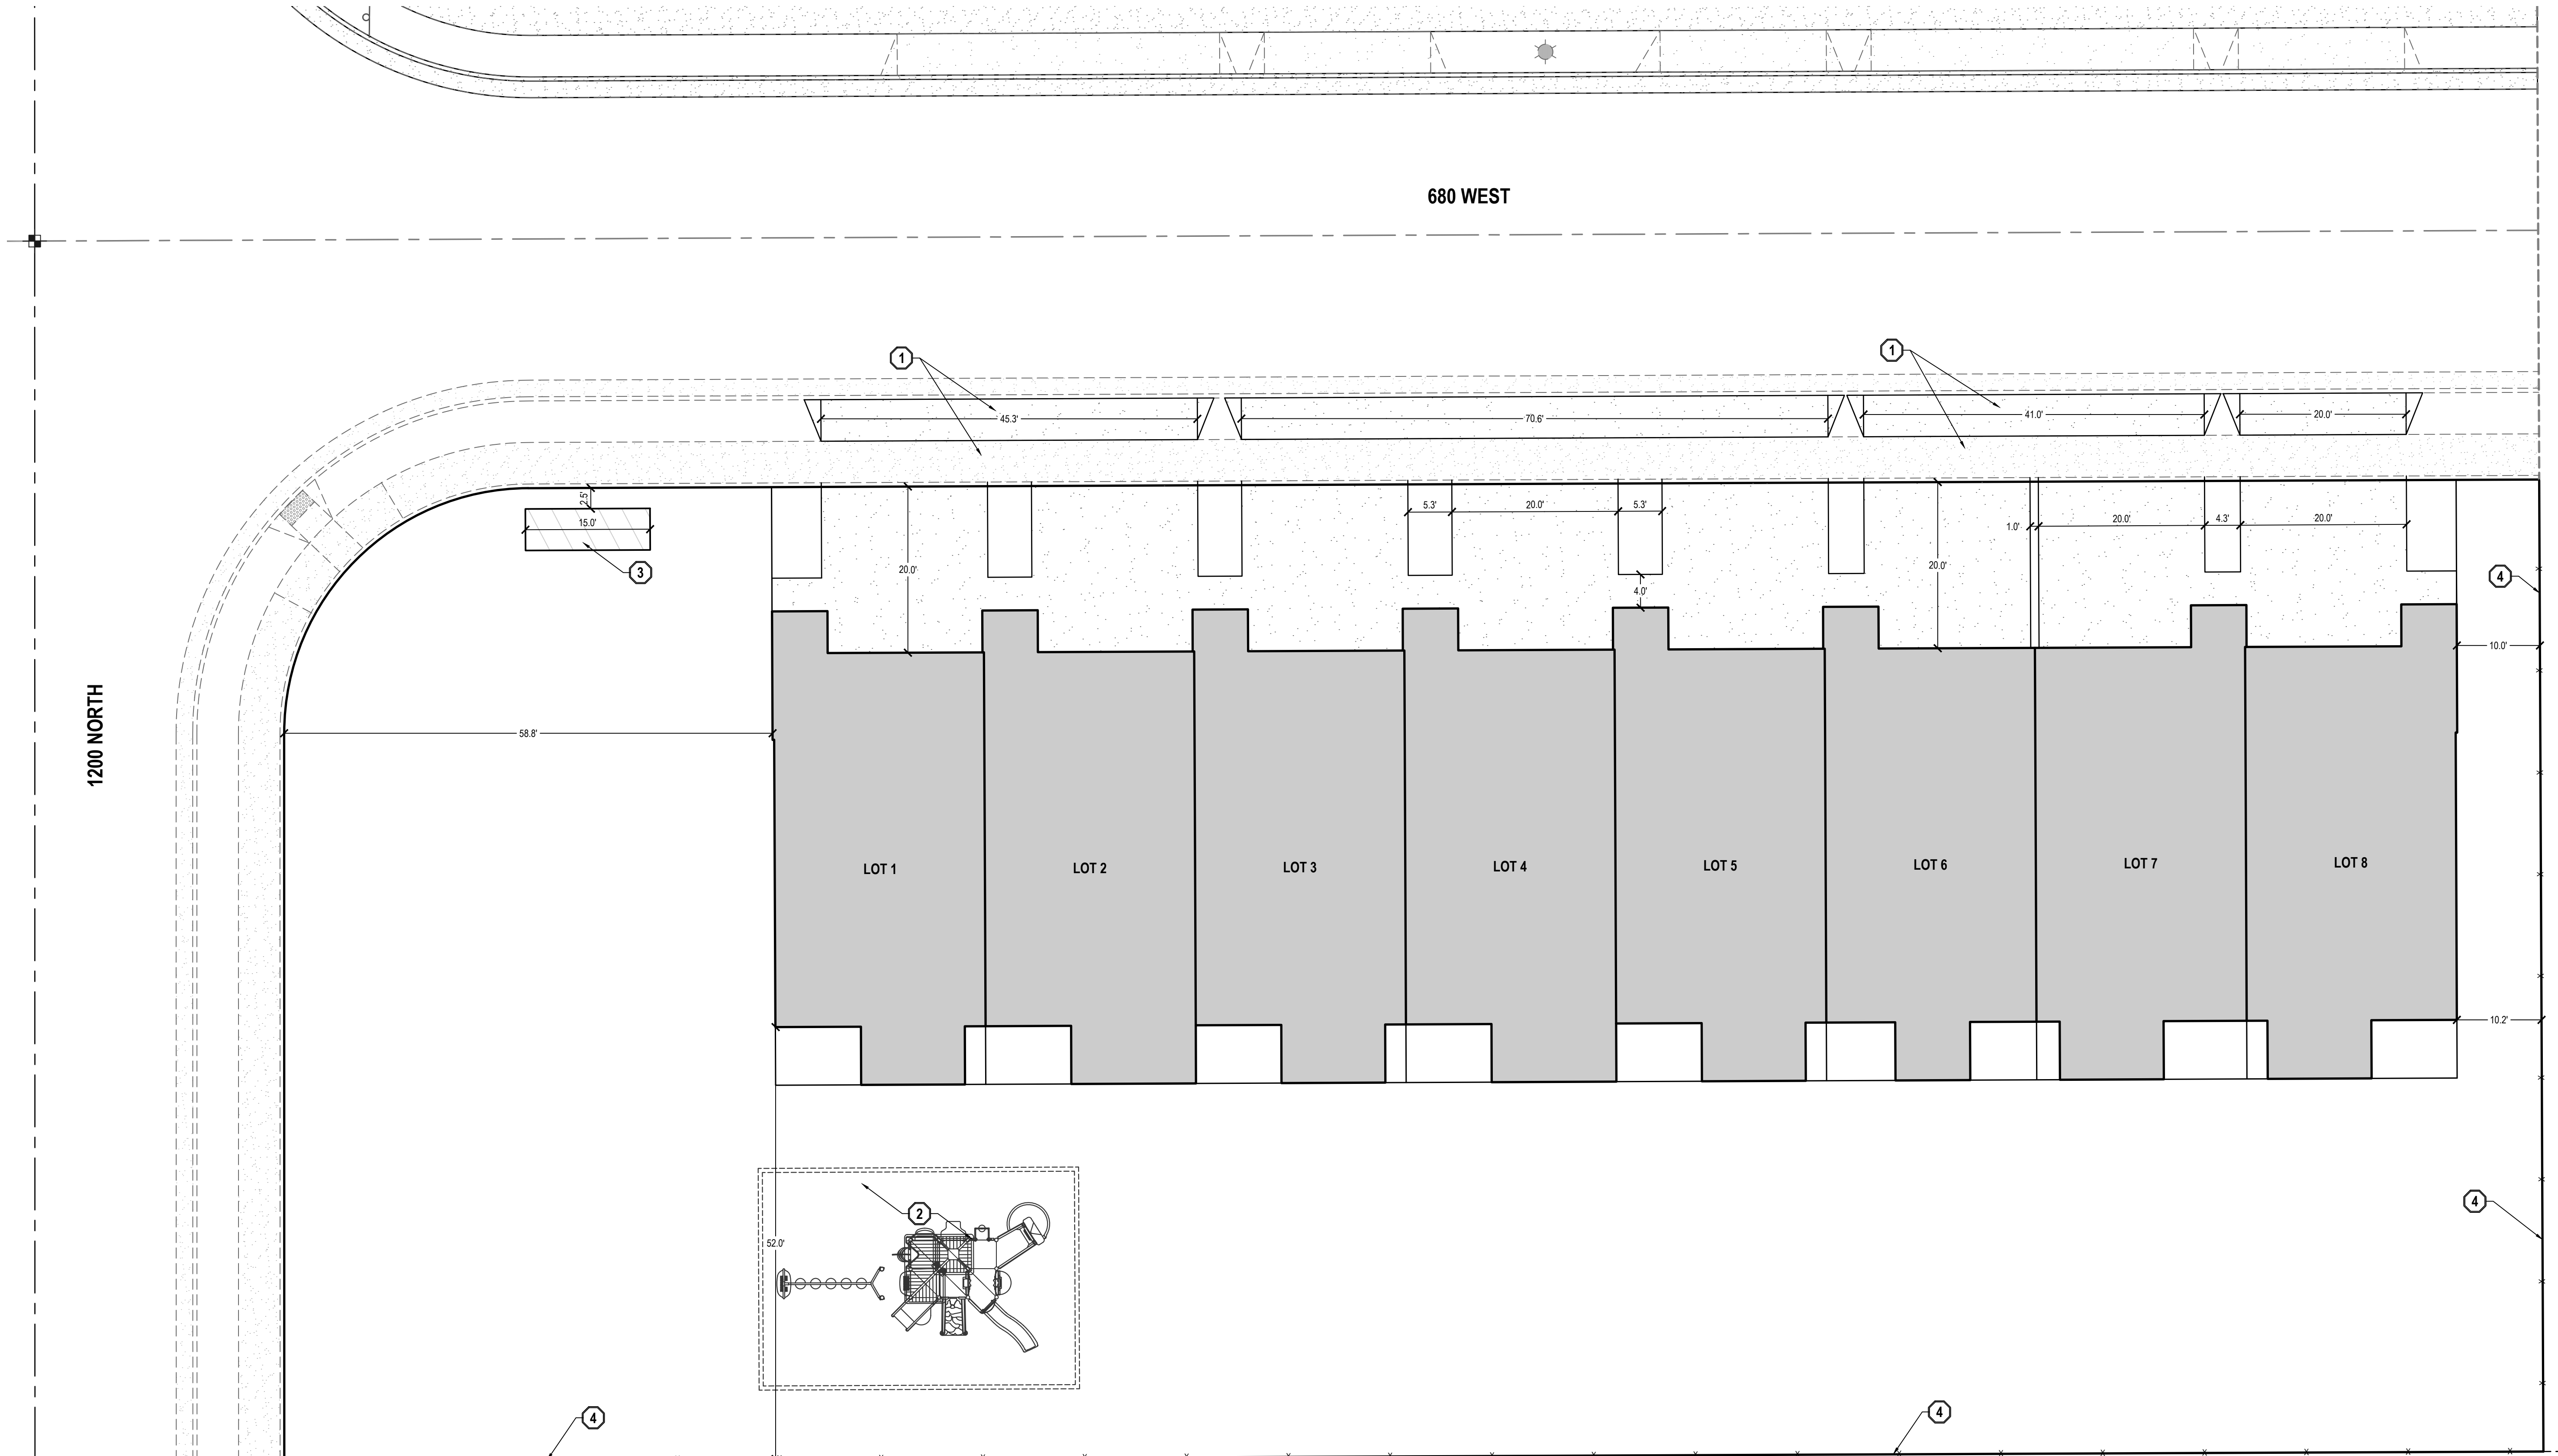 680 WEST
1
1
45.3'
70.6'
41.0'
20.0'
2.5'
15.0'
3
20.0'
5.3'
20.0'
5.3'
4.0'
20.0'
1.0'
20.0'
4.3'
20.0'
4
10.0'
1200 NORTH
58.8'
LOT 1
LOT 2
LOT 3
LOT 4
LOT 5
LOT 6
LOT 7
LOT 8
10.2'
2
52.0'
4
4
4